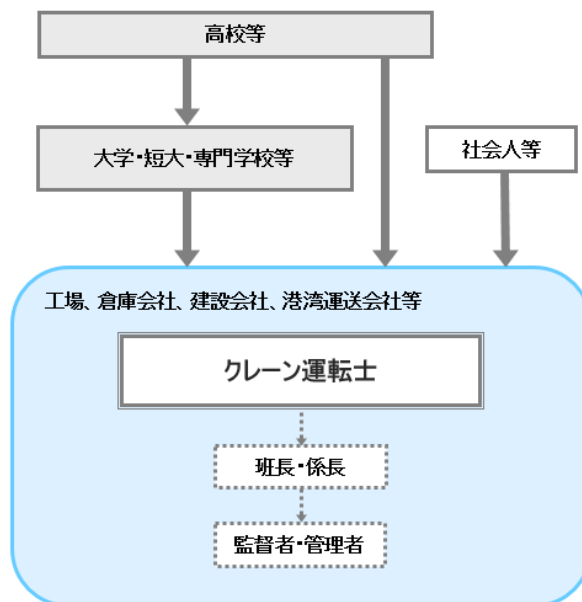 高校等
大学・短大・専門学校等
社会人等
工場、倉庫会社、建設会社、港湾運送会社等
クレーン運転士
班長・係長
監督者・管理者